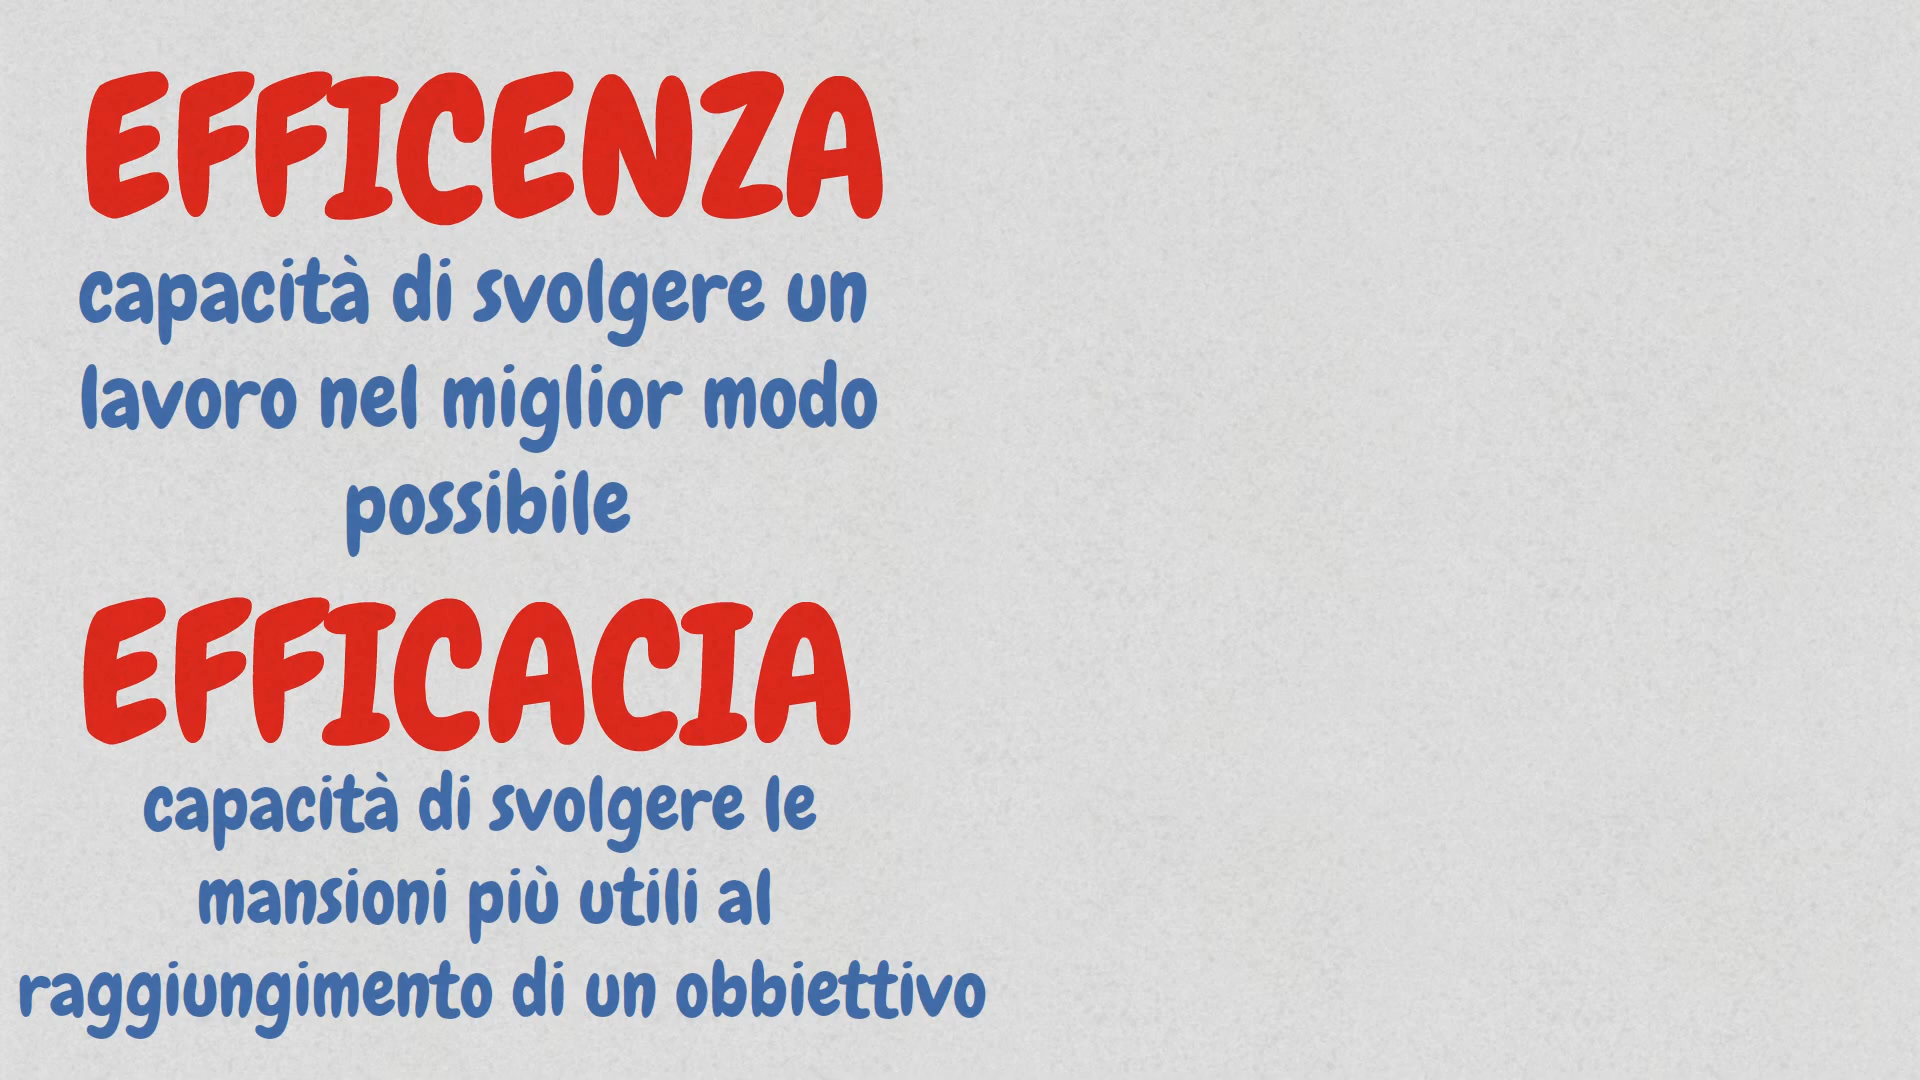 EFFICENZA
capacità di svolgere un
lavoro nel miglior modo
possibile
EFFICACIA
capacità di svolgere le
mansioni più utili al
raggiungimento di un obbiettivo